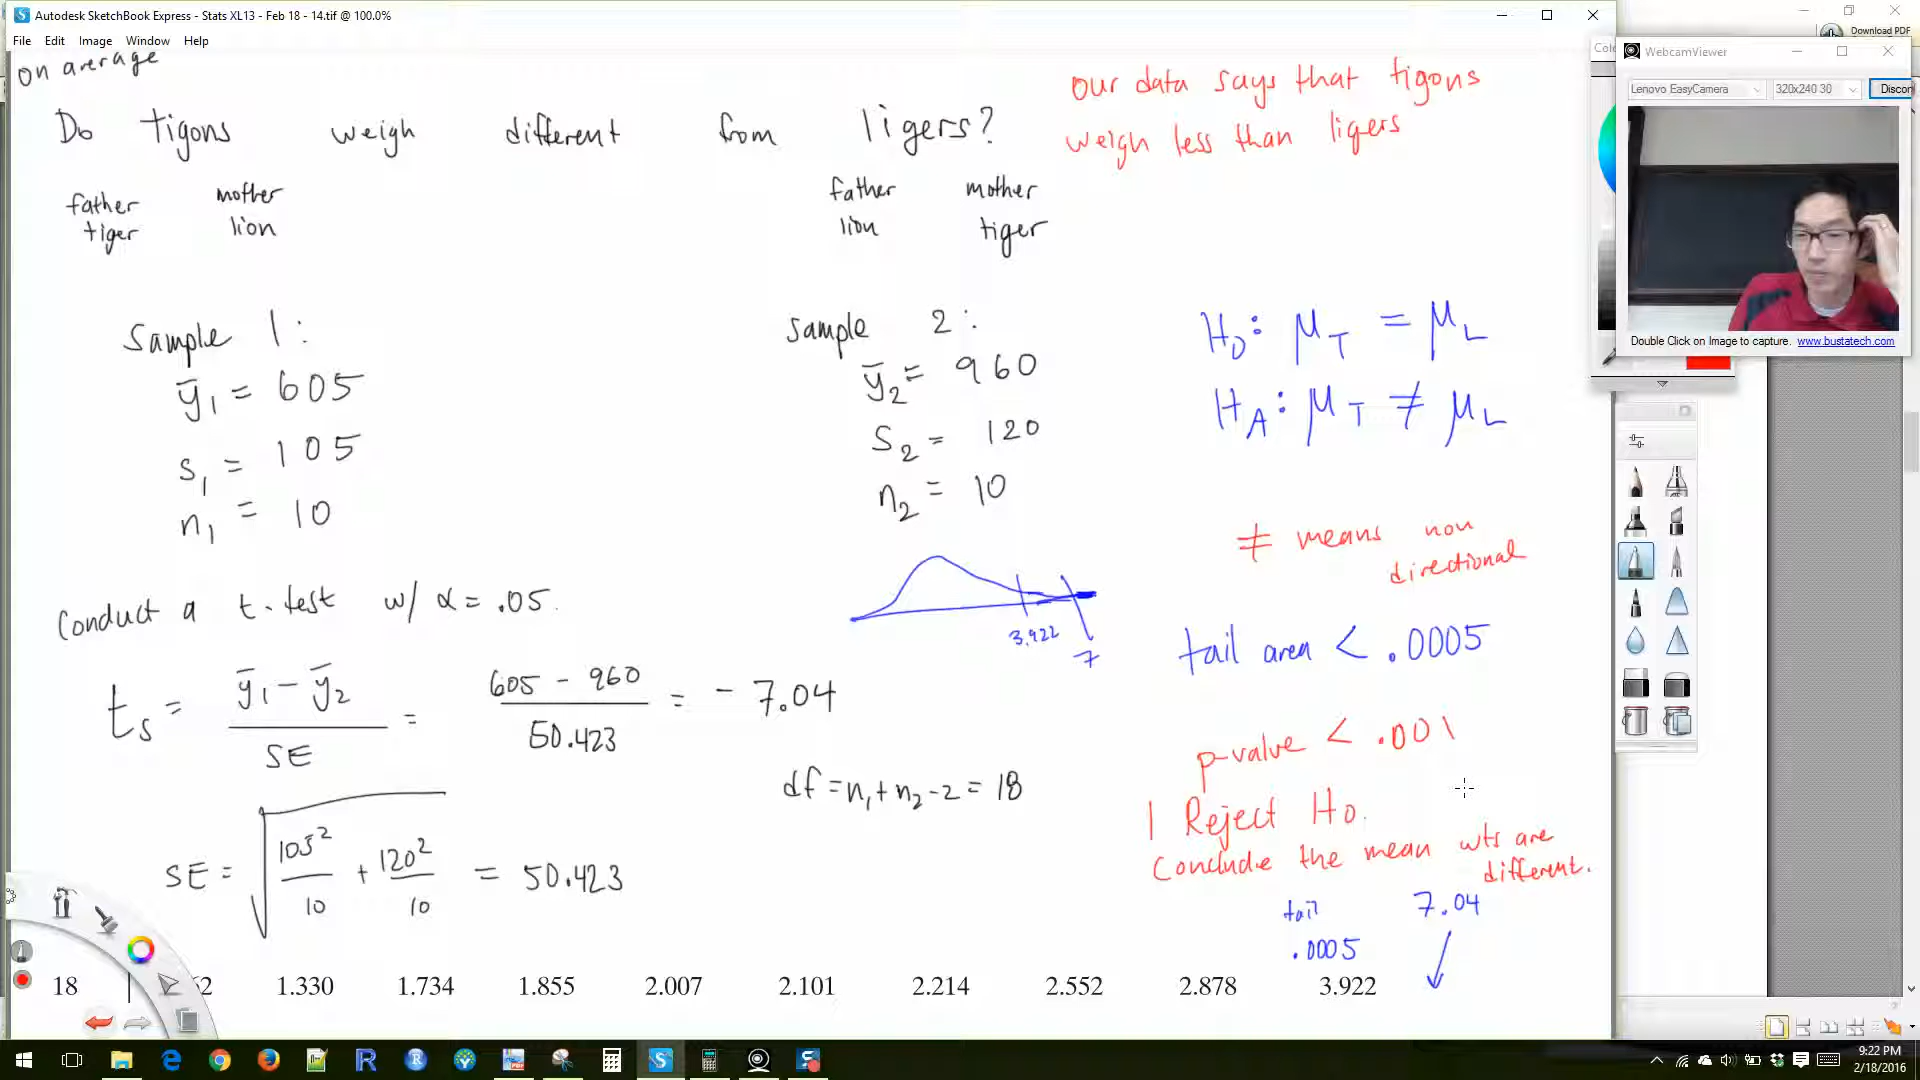 Autodesk SketchBook Express - Stats XL13 - Feb 18 - 14.tif @ 100.0%
File Edit Image Window Help
Download PDF
WebcamViewer
Lenovo EasyCamera 320x240 30 Discon
Double Click on Image to capture. www.bustatech.com
on average
Do tigons weigh different from ligers?
father tiger
mother lion
father lion
mother tiger
Our data says that tigons
weigh less than ligers
Sample 1:
ȳ₁ = 605
s₁ = 105
n₁ = 10
Sample 2:
ȳ₂ = 960
s₂ = 120
n₂ = 10
H₀: μ_T = μ_L
H_A: μ_T ≠ μ_L
≠ means non
directional
Conduct a t-test w/ α = .05.
3.922
7
tail area < .0005
t_s = (ȳ₁ - ȳ₂) / SE = (605 - 960) / 50.423 = - 7.04
df = n₁ + n₂ - 2 = 18
SE = √(105²/10 + 120²/10) = 50.423
p-value < .001
| Reject H₀.
Conclude the mean wts are
different.
tail 7.04
.0005
18 1.330 1.734 1.855 2.007 2.101 2.214 2.552 2.878 3.922
9:22 PM
2/18/2016